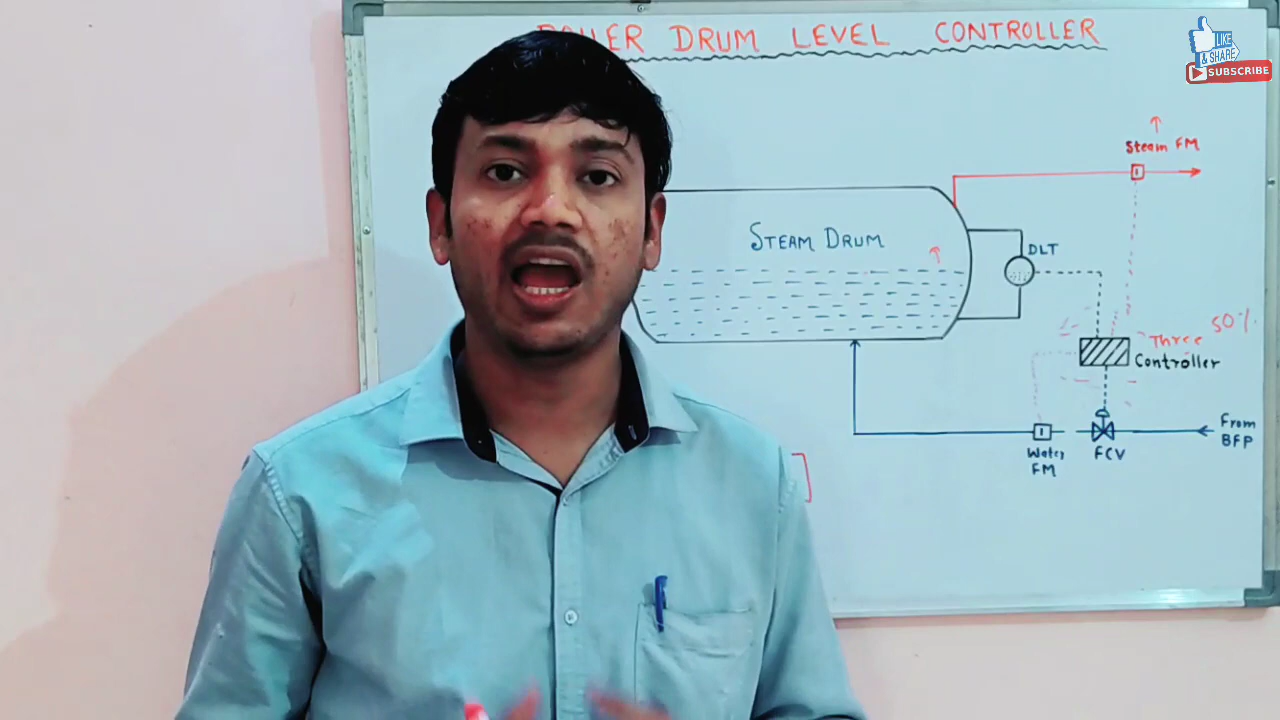 BOILER DRUM LEVEL CONTROLLER
LIKE
& SHARE
SUBSCRIBE
Steam FM
STEAM DRUM
DLT
50%
Three
Controller
From
BFP
Water
FM
FCV